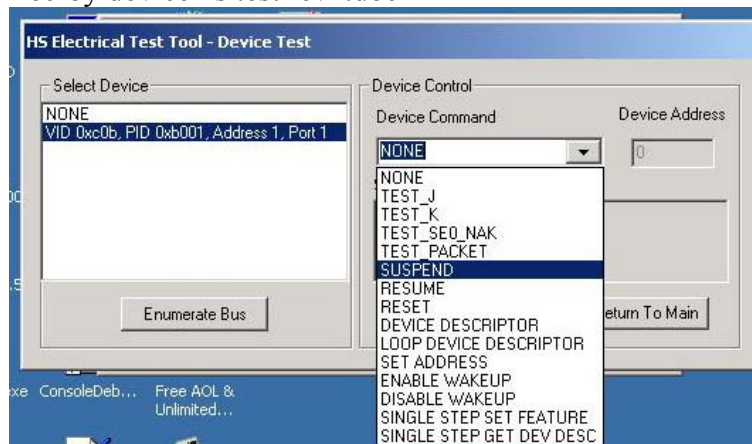 HS Electrical Test Tool - Device Test
Select Device
NONE
VID 0xc0b, PID 0xb001, Address 1, Port 1
Enumerate Bus
Device Control
Device Command
Device Address
NONE
0
NONE
TEST_J
TEST_K
TEST_SE0_NAK
TEST_PACKET
SUSPEND
RESUME
RESET
DEVICE DESCRIPTOR
LOOP DEVICE DESCRIPTOR
SET ADDRESS
ENABLE WAKEUP
DISABLE WAKEUP
SINGLE STEP SET FEATURE
SINGLE STEP GET DEV DESC
eturn To Main
xe ConsoleDeb... Free AOL &
Unlimited...